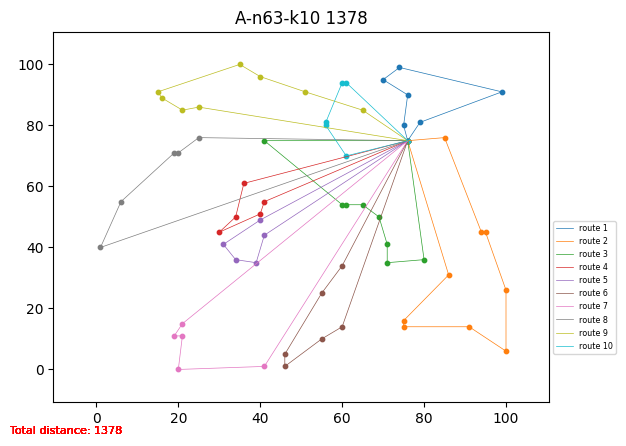 A-n63-k10 1378
100
80
60
40
20
0
0 20 40 60 80 100
route 1
route 2
route 3
route 4
route 5
route 6
route 7
route 8
route 9
route 10
Total distance: 1378